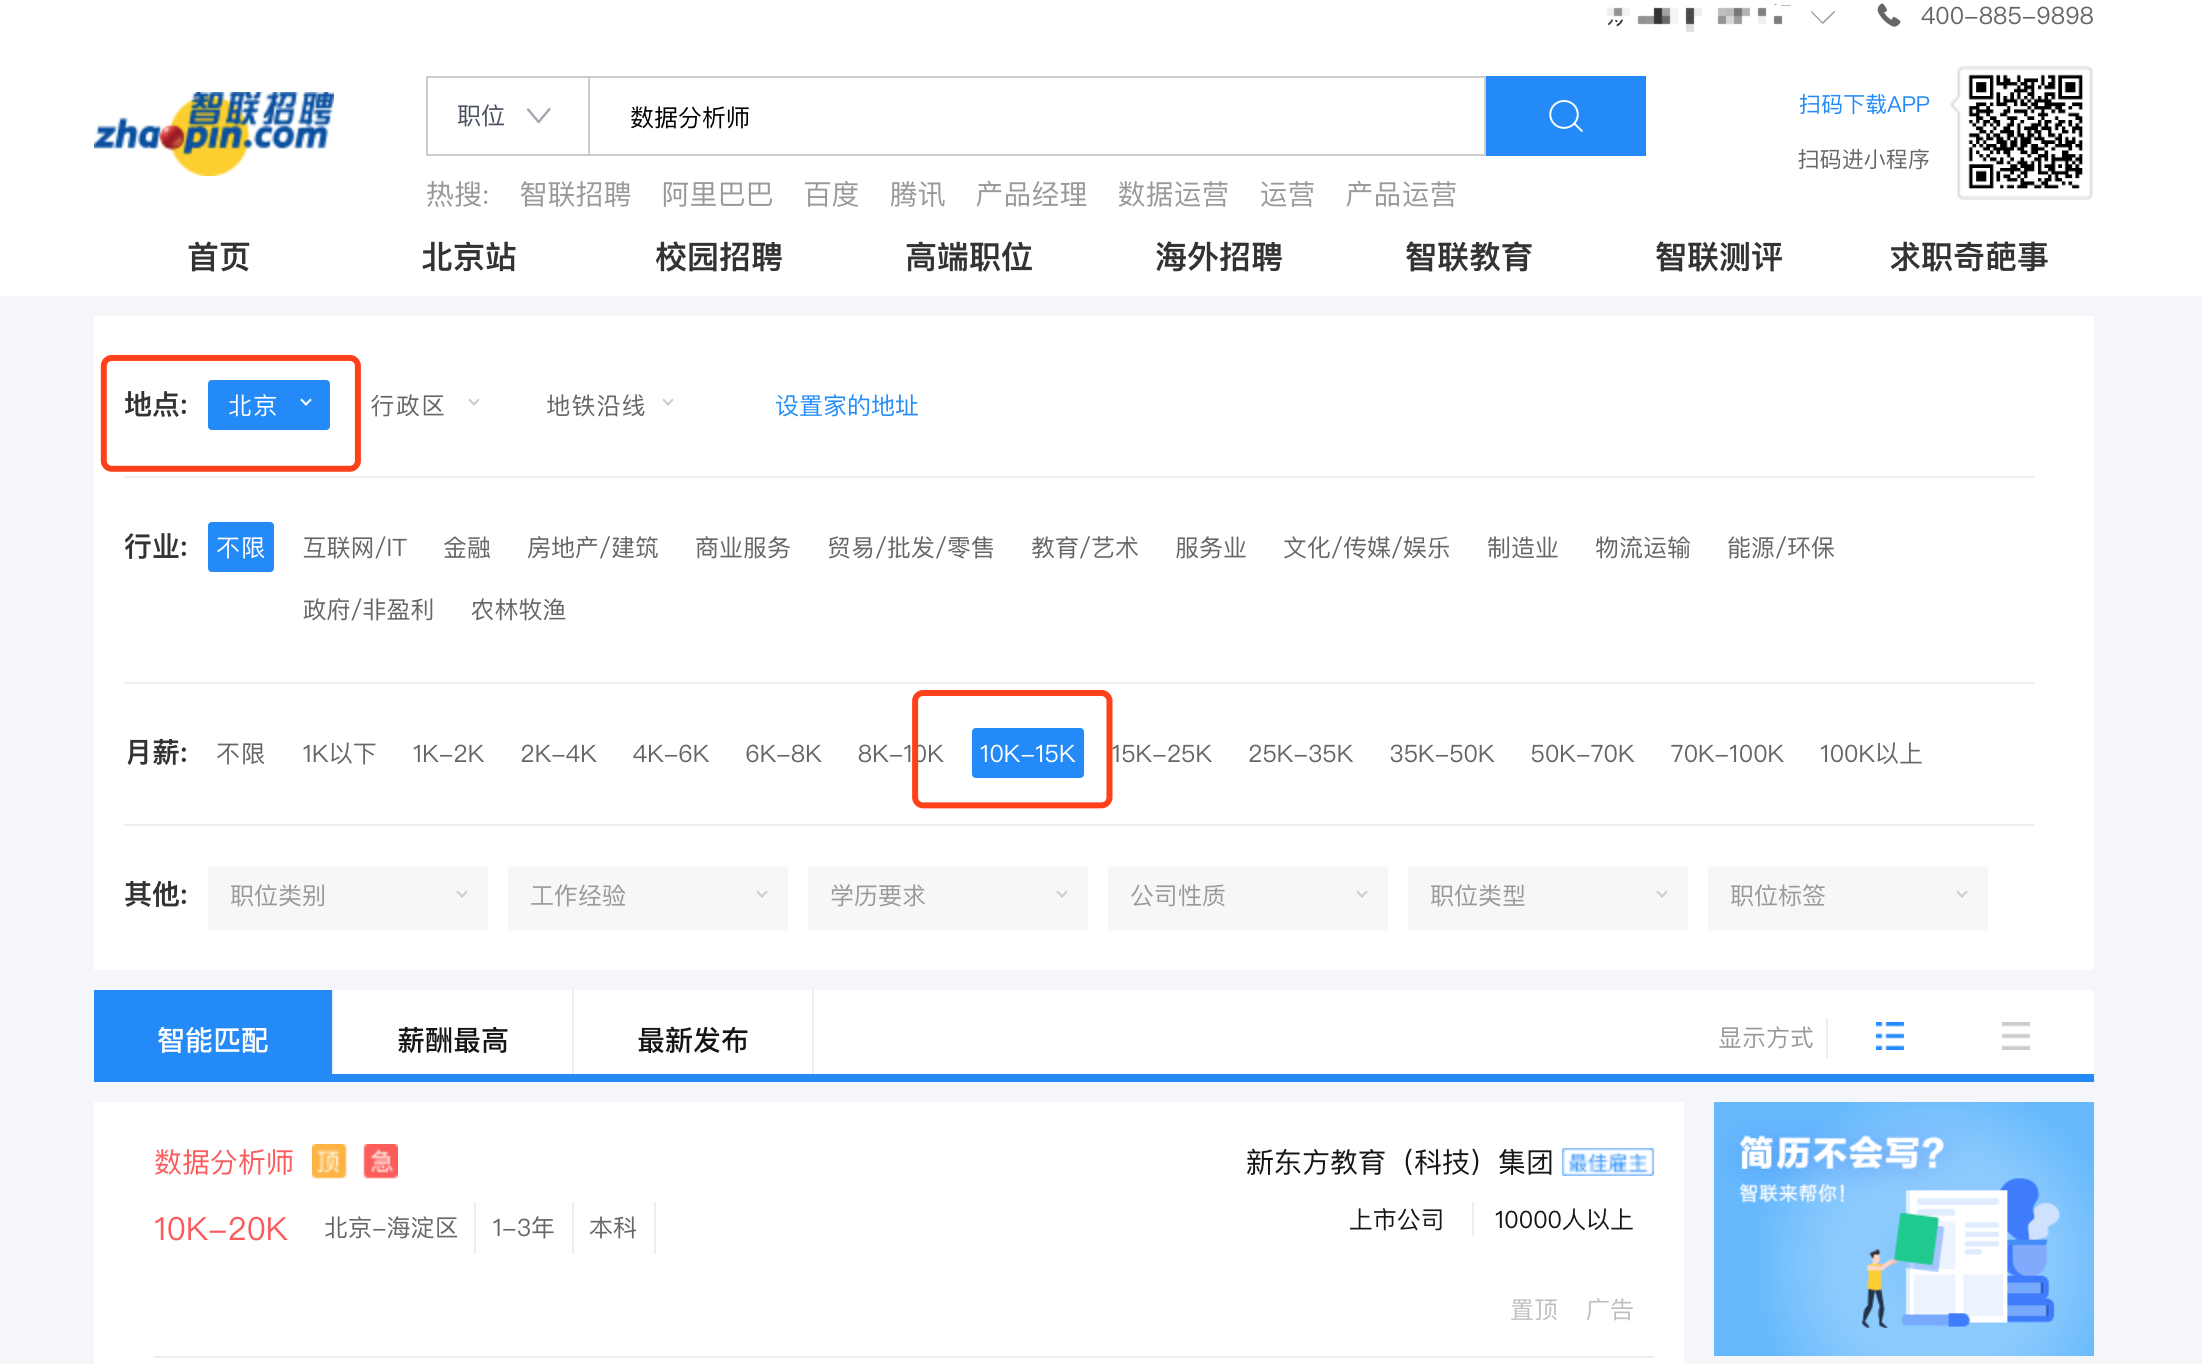 400-885-9898
智联招聘
zhaopin.com
职位 数据分析师
扫码下载APP
扫码进小程序
热搜: 智联招聘 阿里巴巴 百度 腾讯 产品经理 数据运营 运营 产品运营
首页 北京站 校园招聘 高端职位 海外招聘 智联教育 智联测评 求职奇葩事
地点: 北京 行政区 地铁沿线 设置家的地址
行业: 不限 互联网/IT 金融 房地产/建筑 商业服务 贸易/批发/零售 教育/艺术 服务业 文化/传媒/娱乐 制造业 物流运输 能源/环保
政府/非盈利 农林牧渔
月薪: 不限 1K以下 1K-2K 2K-4K 4K-6K 6K-8K 8K-10K 10K-15K 15K-25K 25K-35K 35K-50K 50K-70K 70K-100K 100K以上
其他: 职位类别 工作经验 学历要求 公司性质 职位类型 职位标签
智能匹配 薪酬最高 最新发布 显示方式
数据分析师 顶 急 新东方教育（科技）集团 最佳雇主
10K-20K 北京-海淀区 1-3年 本科 上市公司 10000人以上
置顶 广告
简历不会写?
智联来帮你!